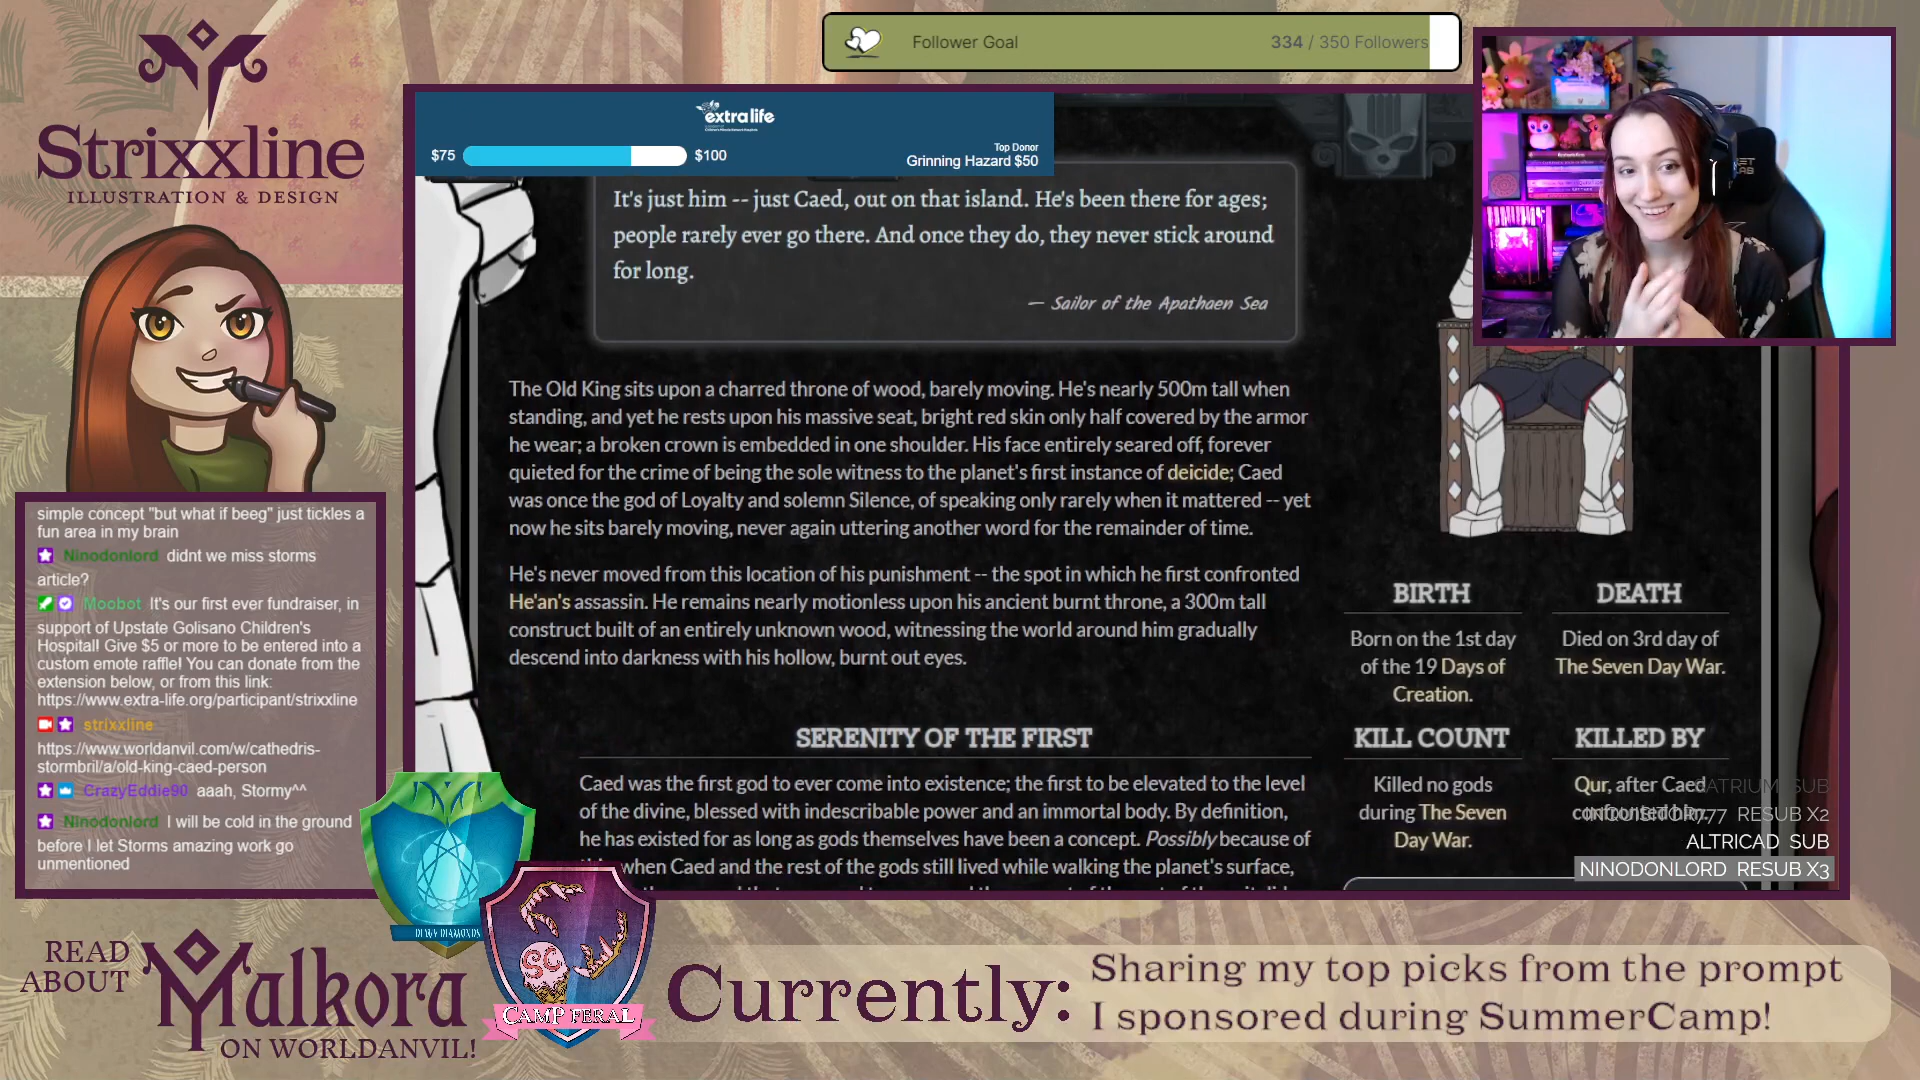 Strixxline
ILLUSTRATION & DESIGN
Follower Goal
334 / 350 Followers
extra life
$75
$100
Top Donor
Grinning Hazard $50
It's just him -- just Caed, out on that island. He's been there for ages;
people rarely ever go there. And once they do, they never stick around
for long.
— Sailor of the Apathaen Sea
The Old King sits upon a charred throne of wood, barely moving. He's nearly 500m tall when
standing, and yet he rests upon his massive seat, bright red skin only half covered by the armor
he wear; a broken crown is embedded in one shoulder. His face entirely seared off, forever
quieted for the crime of being the sole witness to the planet's first instance of deicide; Caed
was once the god of Loyalty and solemn Silence, of speaking only rarely when it mattered -- yet
now he sits barely moving, never again uttering another word for the remainder of time.
He's never moved from this location of his punishment -- the spot in which he first confronted
He'an's assassin. He remains nearly motionless upon his ancient burnt throne, a 300m tall
construct built of an entirely unknown wood, witnessing the world around him gradually
descend into darkness with his hollow, burnt out eyes.
SERENITY OF THE FIRST
Caed was the first god to ever come into existence; the first to be elevated to the level
of the divine, blessed with indescribable power and an immortal body. By definition,
he has existed for as long as gods themselves have been a concept. Possibly because of
when Caed and the rest of the gods still lived while walking the planet's surface,
BIRTH
Born on the 1st day
of the 19 Days of
Creation.
DEATH
Died on 3rd day of
The Seven Day War.
KILL COUNT
Killed no gods
during The Seven
Day War.
KILLED BY
Qur, after Caed
confronted him.
SUB
INQUISITOR777 RESUB X2
ALTRICAD SUB
NINODONLORD RESUB X3
simple concept "but what if beeg" just tickles a
fun area in my brain
Ninodonlord didnt we miss storms
article?
Moobot It's our first ever fundraiser, in
support of Upstate Golisano Children's
Hospital! Give $5 or more to be entered into a
custom emote raffle! You can donate from the
extension below, or from this link:
https://www.extra-life.org/participant/strixxline
strixxline
https://www.worldanvil.com/w/cathedris-
stormbril/a/old-king-caed-person
CrazyEddie90 aaah, Stormy^^
Ninodonlord I will be cold in the ground
before I let Storms amazing work go
unmentioned
DIWY DIAMONDS
SC
CAMP FERAL
READ
ABOUT
Malkora
ON WORLDANVIL!
Currently:
Sharing my top picks from the prompt
I sponsored during SummerCamp!